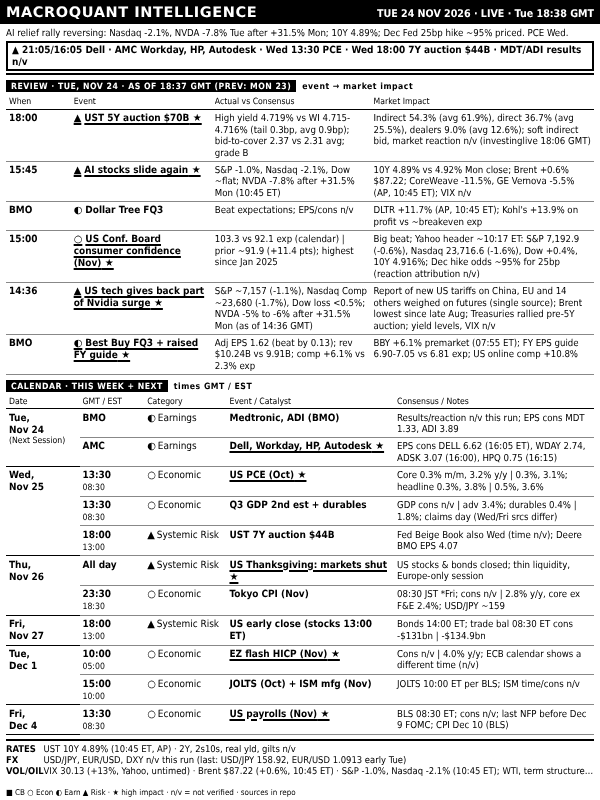 MACROQUANT INTELLIGENCE TUE 24 NOV 2026 · LIVE · Tue 18:38 GMT
AI relief rally reversing: Nasdaq -2.1%, NVDA -7.8% Tue after +31.5% Mon; 10Y 4.89%; Dec Fed 25bp hike ~95% priced. PCE Wed.
▲ 21:05/16:05 Dell · AMC Workday, HP, Autodesk · Wed 13:30 PCE · Wed 18:00 7Y auction $44B · MDT/ADI results
n/v
REVIEW · TUE, NOV 24 · AS OF 18:37 GMT (PREV: MON 23) event → market impact
When Event Actual vs Consensus Market Impact
18:00 ▲ UST 5Y auction $70B ★
High yield 4.719% vs WI 4.715-
4.716% (tail 0.3bp, avg 0.9bp);
bid-to-cover 2.37 vs 2.31 avg;
grade B
Indirect 54.3% (avg 61.9%), direct 36.7% (avg
25.5%), dealers 9.0% (avg 12.6%); soft indirect
bid, market reaction n/v (investinglive 18:06 GMT)
15:45 ▲ AI stocks slide again ★
S&P -1.0%, Nasdaq -2.1%, Dow
~flat; NVDA -7.8% after +31.5%
Mon (10:45 ET)
10Y 4.89% vs 4.92% Mon close; Brent +0.6%
$87.22; CoreWeave -11.5%, GE Vernova -5.5%
(AP, 10:45 ET); VIX n/v
BMO ◐ Dollar Tree FQ3
Beat expectations; EPS/cons n/v
DLTR +11.7% (AP, 10:45 ET); Kohl's +13.9% on
profit vs ~breakeven exp
15:00 ○ US Conf. Board
consumer confidence
(Nov) ★
103.3 vs 92.1 exp (calendar) |
prior ~91.9 (+11.4 pts); highest
since Jan 2025
Big beat; Yahoo header ~10:17 ET: S&P 7,192.9
(-0.6%), Nasdaq 23,716.6 (-1.6%), Dow +0.4%,
10Y 4.916%; Dec hike odds ~95% for 25bp
(reaction attribution n/v)
14:36 ▲ US tech gives back part
of Nvidia surge ★
S&P ~7,157 (-1.1%), Nasdaq Comp
~23,680 (-1.7%), Dow loss <0.5%;
NVDA -5% to -6% after +31.5%
Mon (as of 14:36 GMT)
Report of new US tariffs on China, EU and 14
others weighed on futures (single source); Brent
lowest since late Aug; Treasuries rallied pre-5Y
auction; yield levels, VIX n/v
BMO ◐ Best Buy FQ3 + raised
FY guide ★
Adj EPS 1.62 (beat by 0.13); rev
$10.24B vs 9.91B; comp +6.1% vs
2.3% exp
BBY +6.1% premarket (07:55 ET); FY EPS guide
6.90-7.05 vs 6.81 exp; US online comp +10.8%
CALENDAR · THIS WEEK + NEXT times GMT / EST
Date GMT / EST Category Event / Catalyst Consensus / Notes
Tue,
Nov 24
(Next Session)
BMO ◐ Earnings Medtronic, ADI (BMO)
Results/reaction n/v this run; EPS cons MDT
1.33, ADI 3.89
AMC ◐ Earnings Dell, Workday, HP, Autodesk ★
EPS cons DELL 6.62 (16:05 ET), WDAY 2.74,
ADSK 3.07 (16:00), HPQ 0.75 (16:15)
Wed,
Nov 25
13:30
08:30
○ Economic US PCE (Oct) ★
Core 0.3% m/m, 3.2% y/y | 0.3%, 3.1%;
headline 0.3%, 3.8% | 0.5%, 3.6%
13:30
08:30
○ Economic Q3 GDP 2nd est + durables
GDP cons n/v | adv 3.4%; durables 0.4% |
1.8%; claims day (Wed/Fri srcs differ)
18:00
13:00
▲ Systemic Risk UST 7Y auction $44B
Fed Beige Book also Wed (time n/v); Deere
BMO EPS 4.07
Thu,
Nov 26
All day ▲ Systemic Risk US Thanksgiving: markets shut
★
US stocks & bonds closed; thin liquidity,
Europe-only session
23:30
18:30
○ Economic Tokyo CPI (Nov)
08:30 JST *Fri; cons n/v | 2.8% y/y, core ex
F&E 2.4%; USD/JPY ~159
Fri,
Nov 27
18:00
13:00
▲ Systemic Risk US early close (stocks 13:00
ET)
Bonds 14:00 ET; trade bal 08:30 ET cons
-$131bn | -$134.9bn
Tue,
Dec 1
10:00
05:00
○ Economic EZ flash HICP (Nov) ★
Cons n/v | 4.0% y/y; ECB calendar shows a
different time (n/v)
15:00
10:00
○ Economic JOLTS (Oct) + ISM mfg (Nov)
JOLTS 10:00 ET per BLS; ISM time/cons n/v
Fri,
Dec 4
13:30
08:30
○ Economic US payrolls (Nov) ★
BLS 08:30 ET; cons n/v; last NFP before Dec
9 FOMC; CPI Dec 10 (BLS)
RATES UST 10Y 4.89% (10:45 ET, AP) · 2Y, 2s10s, real yld, gilts n/v
FX USD/JPY, EUR/USD, DXY n/v this run (last: USD/JPY 158.92, EUR/USD 1.0913 early Tue)
VOL/OIL VIX 30.13 (+13%, Yahoo, untimed) · Brent $87.22 (+0.6%, 10:45 ET) · S&P -1.0%, Nasdaq -2.1% (10:45 ET); WTI, term structure...
■ CB ○ Econ ◐ Earn ▲ Risk · ★ high impact · n/v = not verified · sources in repo